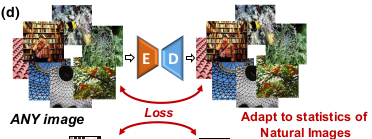 (d)
E D
ANY image
Loss
Adapt to statistics of
Natural Images